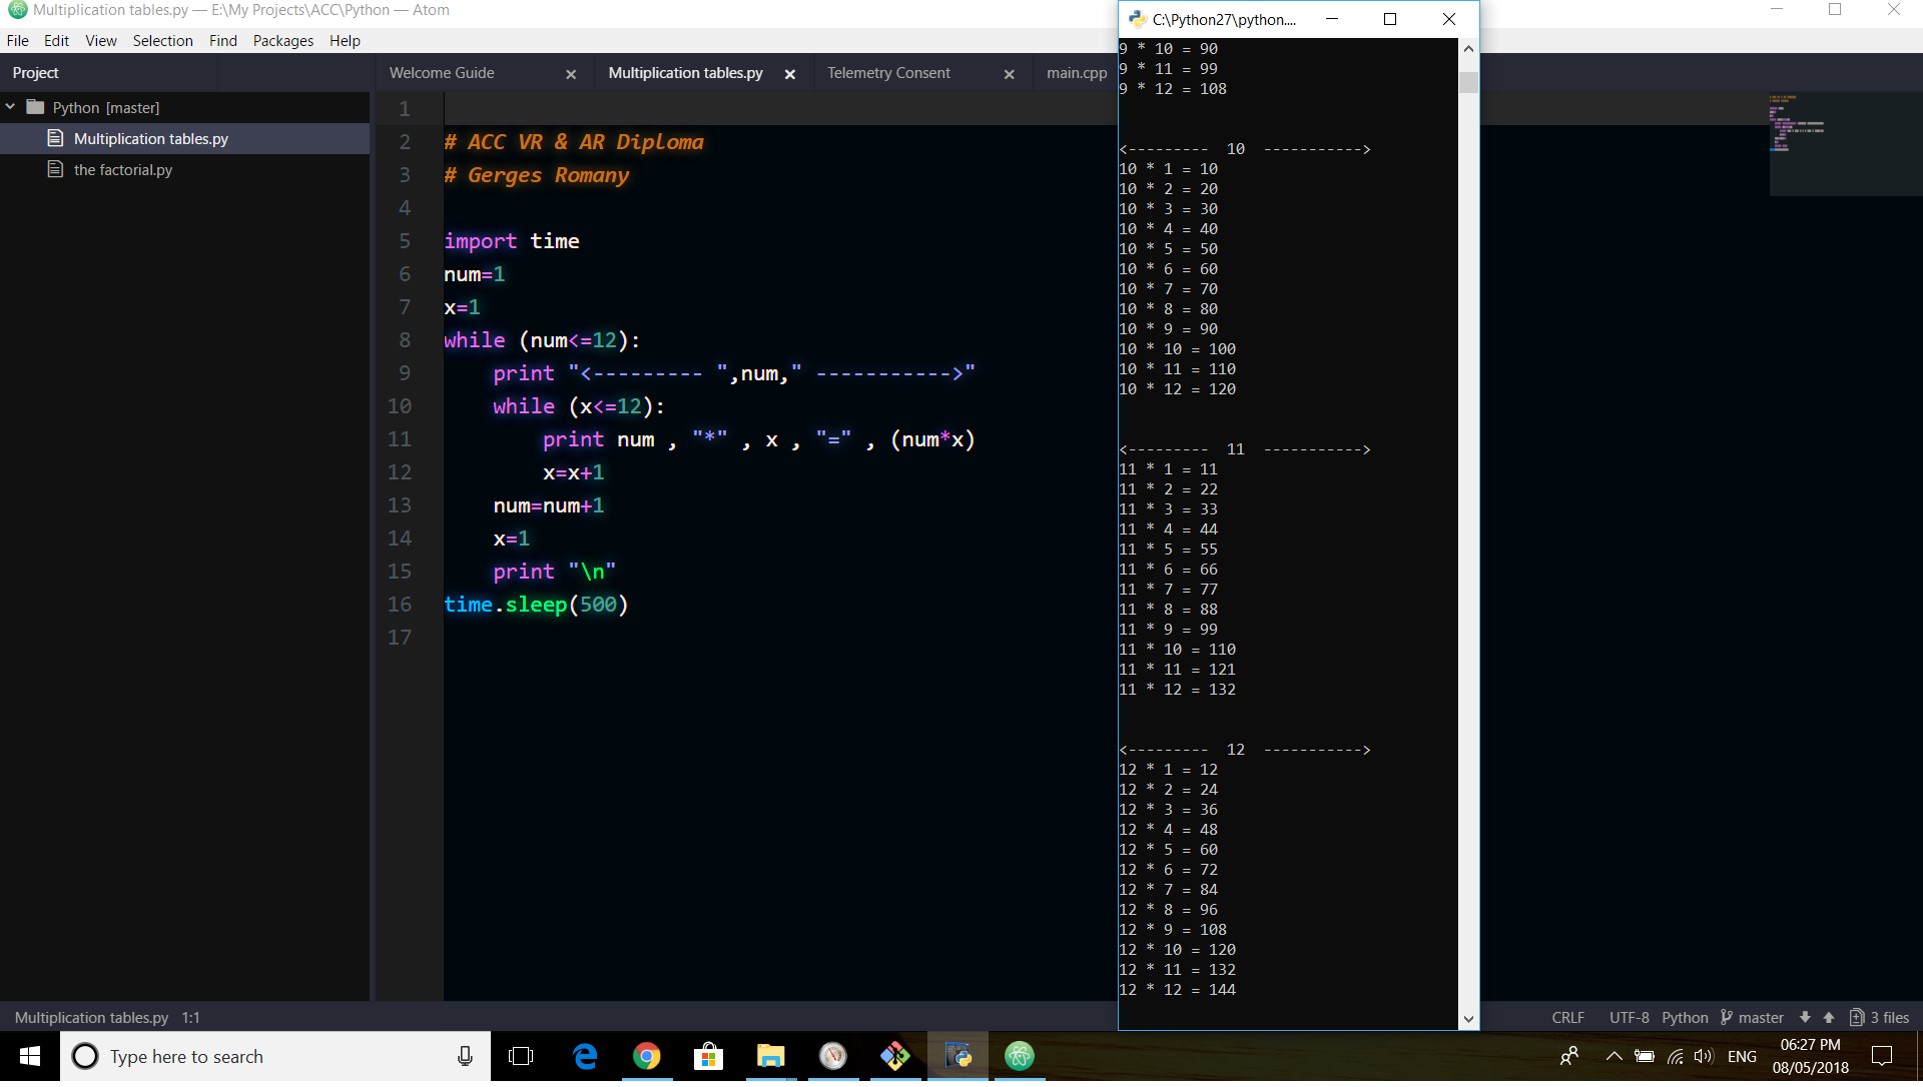 Multiplication tables.py — E:\My Projects\ACC\Python — Atom
File Edit View Selection Find Packages Help
Project
Python [master]
Multiplication tables.py
the factorial.py
Welcome Guide
Multiplication tables.py
Telemetry Consent
main.cpp
1
2 # ACC VR & AR Diploma
3 # Gerges Romany
4
5 import time
6 num=1
7 x=1
8 while (num<=12):
9 print "<--------- ",num," ----------->"
10 while (x<=12):
11 print num , "*" , x , "=" , (num*x)
12 x=x+1
13 num=num+1
14 x=1
15 print "\n"
16 time.sleep(500)
17
C:\Python27\python....
9 * 10 = 90
9 * 11 = 99
9 * 12 = 108
<--------- 10 ----------->
10 * 1 = 10
10 * 2 = 20
10 * 3 = 30
10 * 4 = 40
10 * 5 = 50
10 * 6 = 60
10 * 7 = 70
10 * 8 = 80
10 * 9 = 90
10 * 10 = 100
10 * 11 = 110
10 * 12 = 120
<--------- 11 ----------->
11 * 1 = 11
11 * 2 = 22
11 * 3 = 33
11 * 4 = 44
11 * 5 = 55
11 * 6 = 66
11 * 7 = 77
11 * 8 = 88
11 * 9 = 99
11 * 10 = 110
11 * 11 = 121
11 * 12 = 132
<--------- 12 ----------->
12 * 1 = 12
12 * 2 = 24
12 * 3 = 36
12 * 4 = 48
12 * 5 = 60
12 * 6 = 72
12 * 7 = 84
12 * 8 = 96
12 * 9 = 108
12 * 10 = 120
12 * 11 = 132
12 * 12 = 144
Multiplication tables.py 1:1
CRLF UTF-8 Python master 3 files
Type here to search
ENG
06:27 PM
08/05/2018